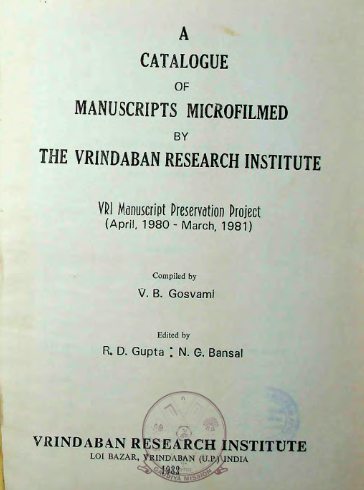 A
CATALOGUE
OF
MANUSCRIPTS MICROFILMED
BY
THE VRINDABAN RESEARCH INSTITUTE
VRI Manuscript Preservation Project
(April, 1980 - March, 1981)
Compiled by
V. B. Gosvami
Edited by
R. D. Gupta : N. G. Bansal
VRINDABAN RESEARCH INSTITUTE
LOI BAZAR, VRINDABAN (U.P.) INDIA
1982